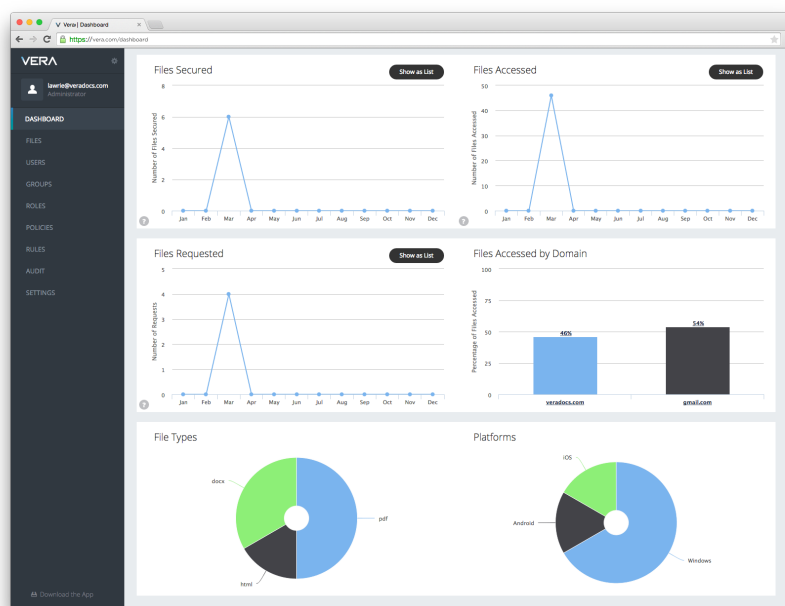 Vera | Dashboard
https://vera.com/dashboard
VERA
lawrie@veradocs.com
Administrator
DASHBOARD
FILES
USERS
GROUPS
ROLES
POLICIES
RULES
AUDIT
SETTINGS
Download the App
Files Secured
Show as List
Number of Files Secured
8
6
4
2
0
Jan Feb Mar Apr May Jun Jul Aug Sep Oct Nov Dec
?
Files Accessed
Show as List
Number of Files Accessed
50
40
30
20
10
0
Jan Feb Mar Apr May Jun Jul Aug Sep Oct Nov Dec
?
Files Requested
Show as List
Number of Requests
5
4
3
2
1
0
Jan Feb Mar Apr May Jun Jul Aug Sep Oct Nov Dec
?
Files Accessed by Domain
Percentage of Files Accessed
100
75
50
25
0
46%
54%
veradocs.com
gmail.com
File Types
docx
pdf
html
Platforms
iOS
Android
Windows